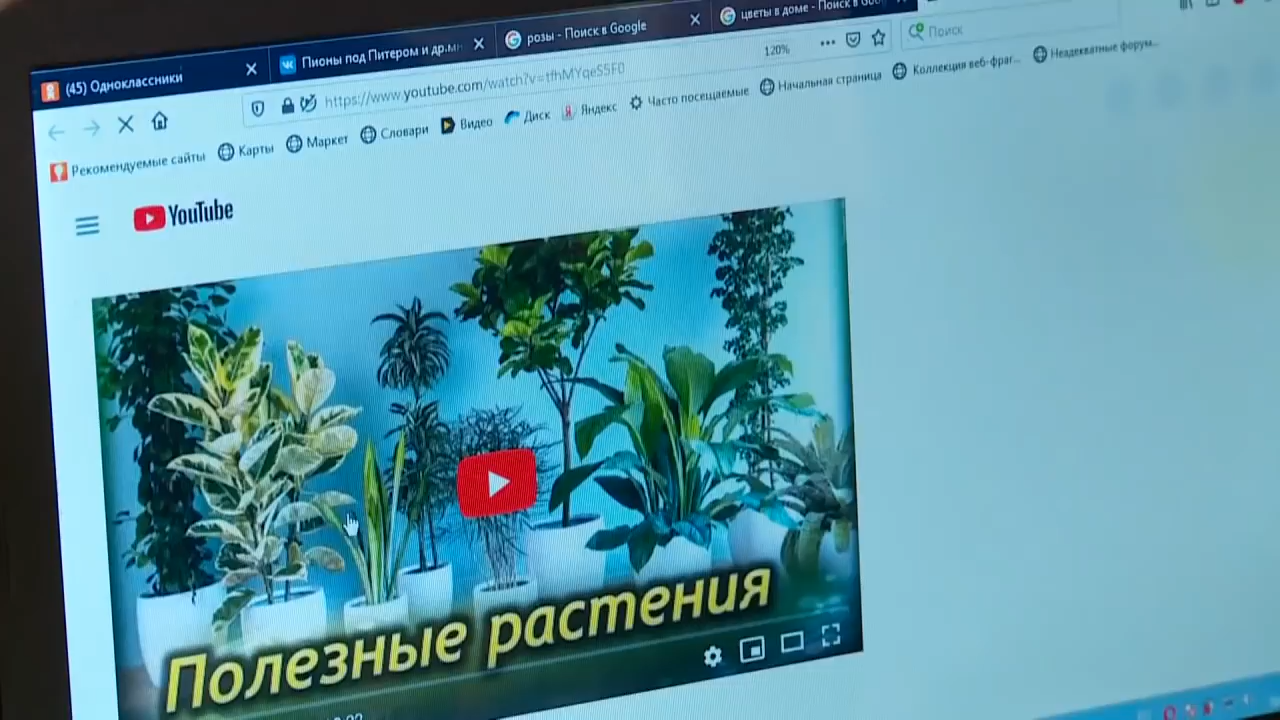 (45) Одноклассники
Пионы под Питером и др.мн
розы - Поиск в Google
цветы в доме - Поиск в Goo
https://www.youtube.com/watch?v=tfhMYqeS5F0
120%
Поиск
Рекомендуемые сайты
Карты
Маркет
Словари
Видео
Диск
Яндекс
Часто посещаемые
Начальная страница
Коллекция веб-фраг...
Неадекватные форум...
YouTube
Полезные растения